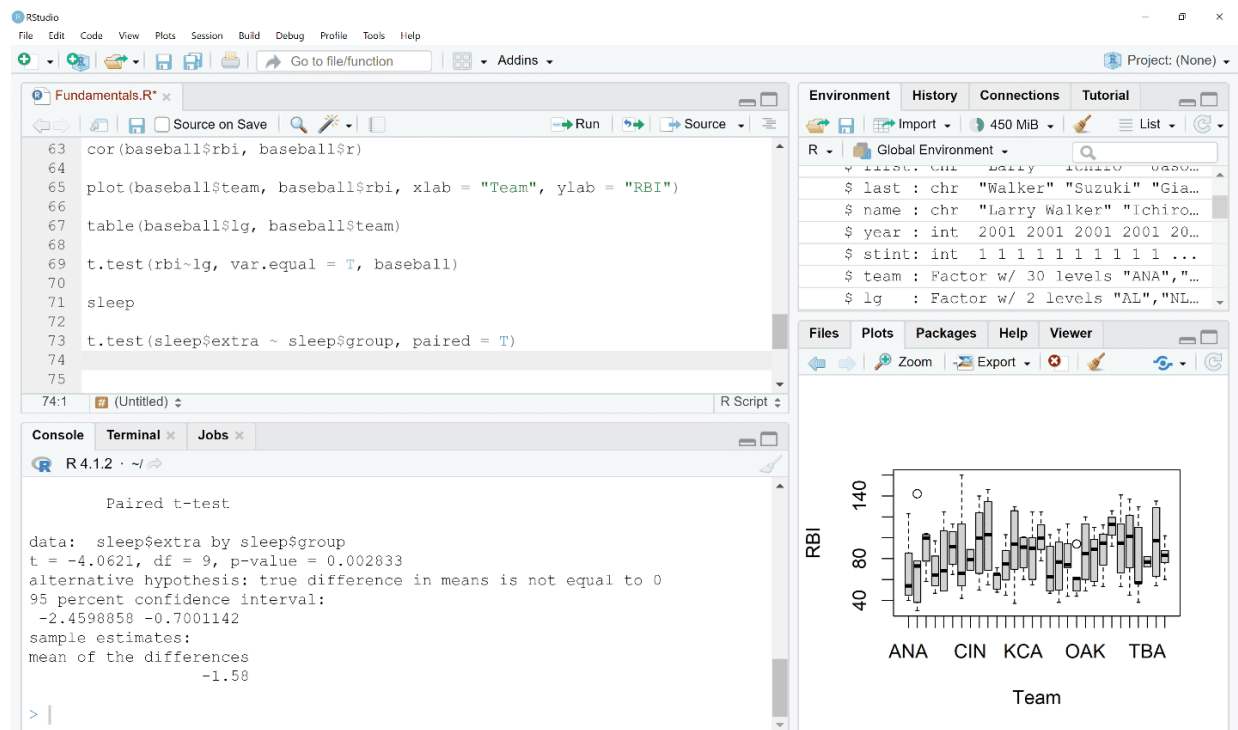 RStudio
File Edit Code View Plots Session Build Debug Profile Tools Help
Go to file/function Addins Project: (None)
Fundamentals.R*
Source on Save Run Source
63 cor(baseball$rbi, baseball$r)
64
65 plot(baseball$team, baseball$rbi, xlab = "Team", ylab = "RBI")
66
67 table(baseball$lg, baseball$team)
68
69 t.test(rbi~lg, var.equal = T, baseball)
70
71 sleep
72
73 t.test(sleep$extra ~ sleep$group, paired = T)
74
75
74:1 # (Untitled) R Script
Console Terminal Jobs
R R 4.1.2 · ~/
Paired t-test
data: sleep$extra by sleep$group
t = -4.0621, df = 9, p-value = 0.002833
alternative hypothesis: true difference in means is not equal to 0
95 percent confidence interval:
-2.4598858 -0.7001142
sample estimates:
mean of the differences
-1.58
>
Environment History Connections Tutorial
Import 450 MiB List
R Global Environment
$ last : chr "Walker" "Suzuki" "Gia…
$ name : chr "Larry Walker" "Ichiro…
$ year : int 2001 2001 2001 2001 20…
$ stint: int 1 1 1 1 1 1 1 1 1 1 ...
$ team : Factor w/ 30 levels "ANA","…
$ lg : Factor w/ 2 levels "AL","NL…
Files Plots Packages Help Viewer
Zoom Export
RBI
140
80
40
ANA CIN KCA OAK TBA
Team